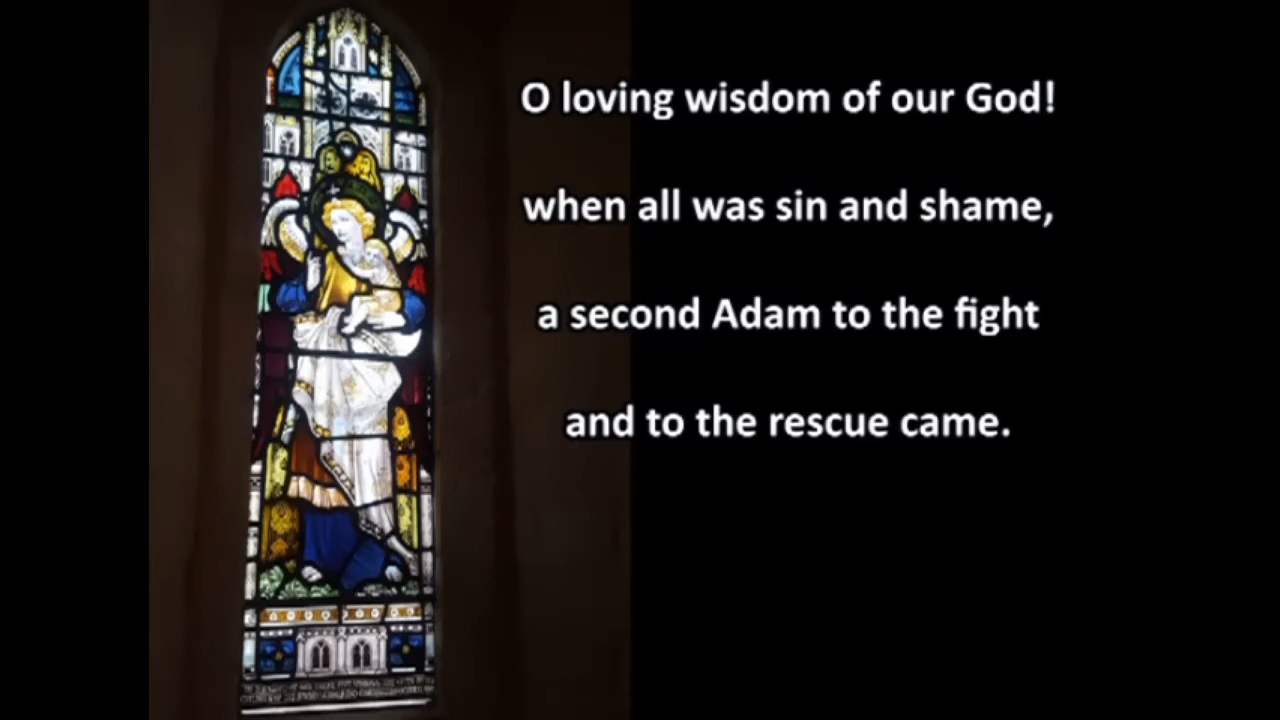 O loving wisdom of our God!
when all was sin and shame,
a second Adam to the fight
and to the rescue came.